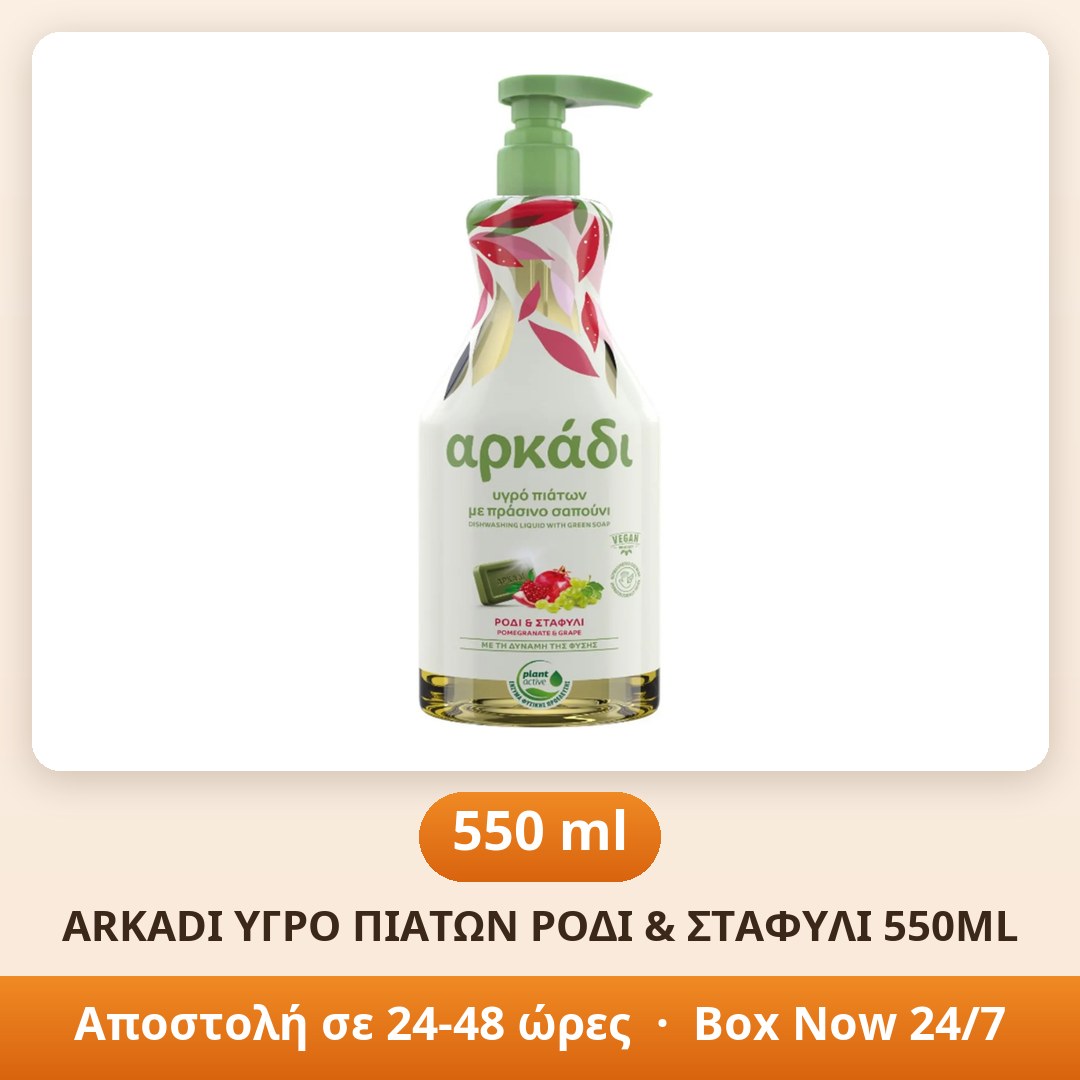 αρκάδι
υγρό πιάτων
με πράσινο σαπούνι
DISHWASHING LIQUID WITH GREEN SOAP
VEGAN
ΡΟΔΙ & ΣΤΑΦΥΛΙ
POMEGRANATE & GRAPE
ΜΕ ΤΗ ΔΥΝΑΜΗ ΤΗΣ ΦΥΣΗΣ
plant
active
550 ml
ARKADI ΥΓΡΟ ΠΙΑΤΩΝ ΡΟΔΙ & ΣΤΑΦΥΛΙ 550ML
Αποστολή σε 24-48 ώρες · Box Now 24/7